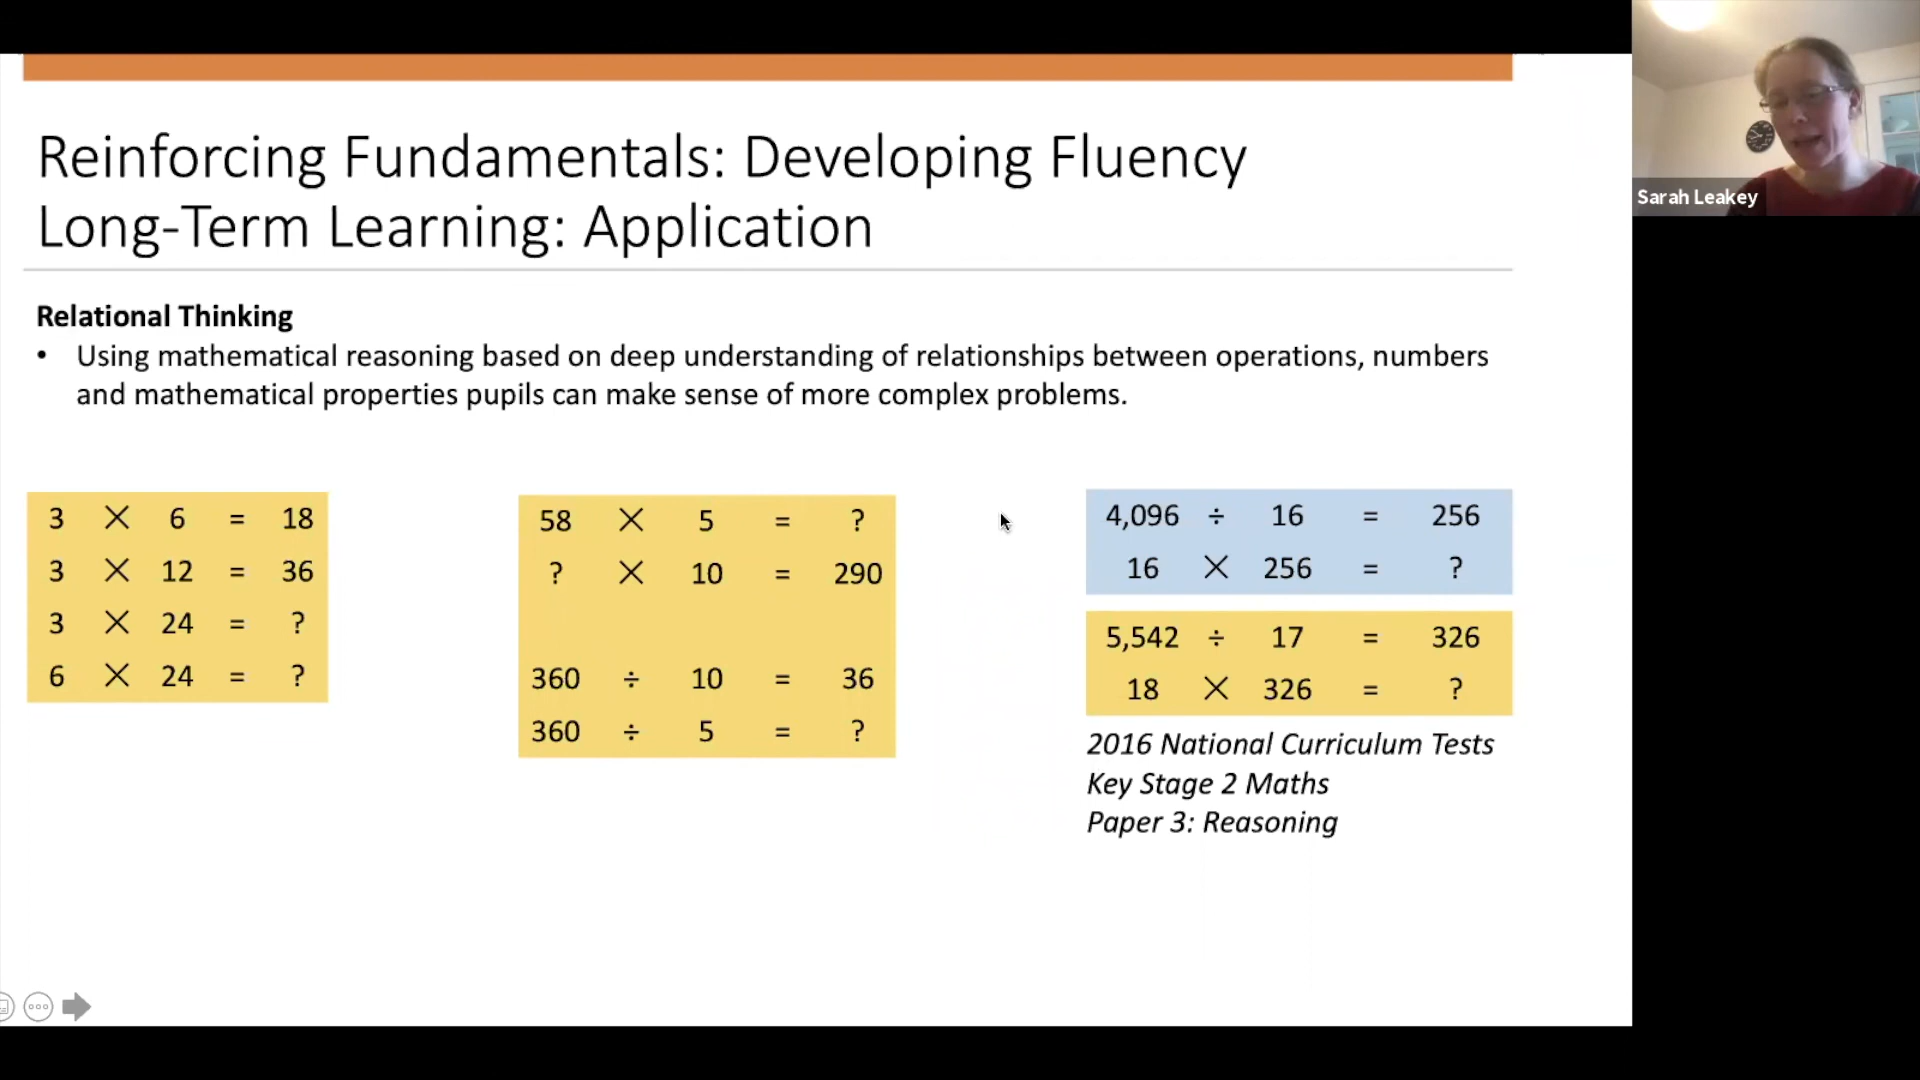 Reinforcing Fundamentals: Developing Fluency
Long-Term Learning: Application
Sarah Leakey
Relational Thinking
• Using mathematical reasoning based on deep understanding of relationships between operations, numbers
and mathematical properties pupils can make sense of more complex problems.
3 × 6 = 18
3 × 12 = 36
3 × 24 = ?
6 × 24 = ?
58 × 5 = ?
? × 10 = 290
360 ÷ 10 = 36
360 ÷ 5 = ?
4,096 ÷ 16 = 256
16 × 256 = ?
5,542 ÷ 17 = 326
18 × 326 = ?
2016 National Curriculum Tests
Key Stage 2 Maths
Paper 3: Reasoning